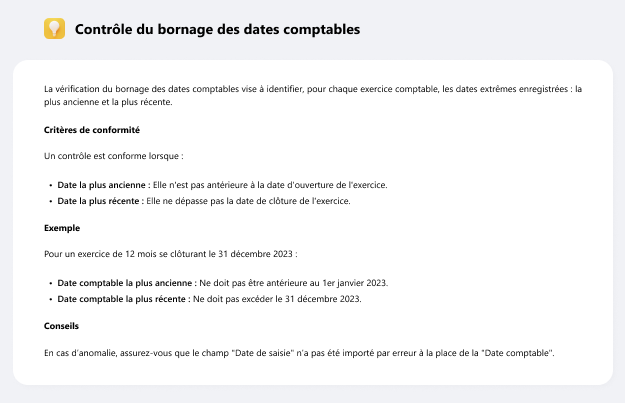 Contrôle du bornage des dates comptables
La vérification du bornage des dates comptables vise à identifier, pour chaque exercice comptable, les dates extrêmes enregistrées : la
plus ancienne et la plus récente.
Critères de conformité
Un contrôle est conforme lorsque :
• Date la plus ancienne : Elle n'est pas antérieure à la date d'ouverture de l'exercice.
• Date la plus récente : Elle ne dépasse pas la date de clôture de l'exercice.
Exemple
Pour un exercice de 12 mois se clôturant le 31 décembre 2023 :
• Date comptable la plus ancienne : Ne doit pas être antérieure au 1er janvier 2023.
• Date comptable la plus récente : Ne doit pas excéder le 31 décembre 2023.
Conseils
En cas d'anomalie, assurez-vous que le champ "Date de saisie" n'a pas été importé par erreur à la place de la "Date comptable".